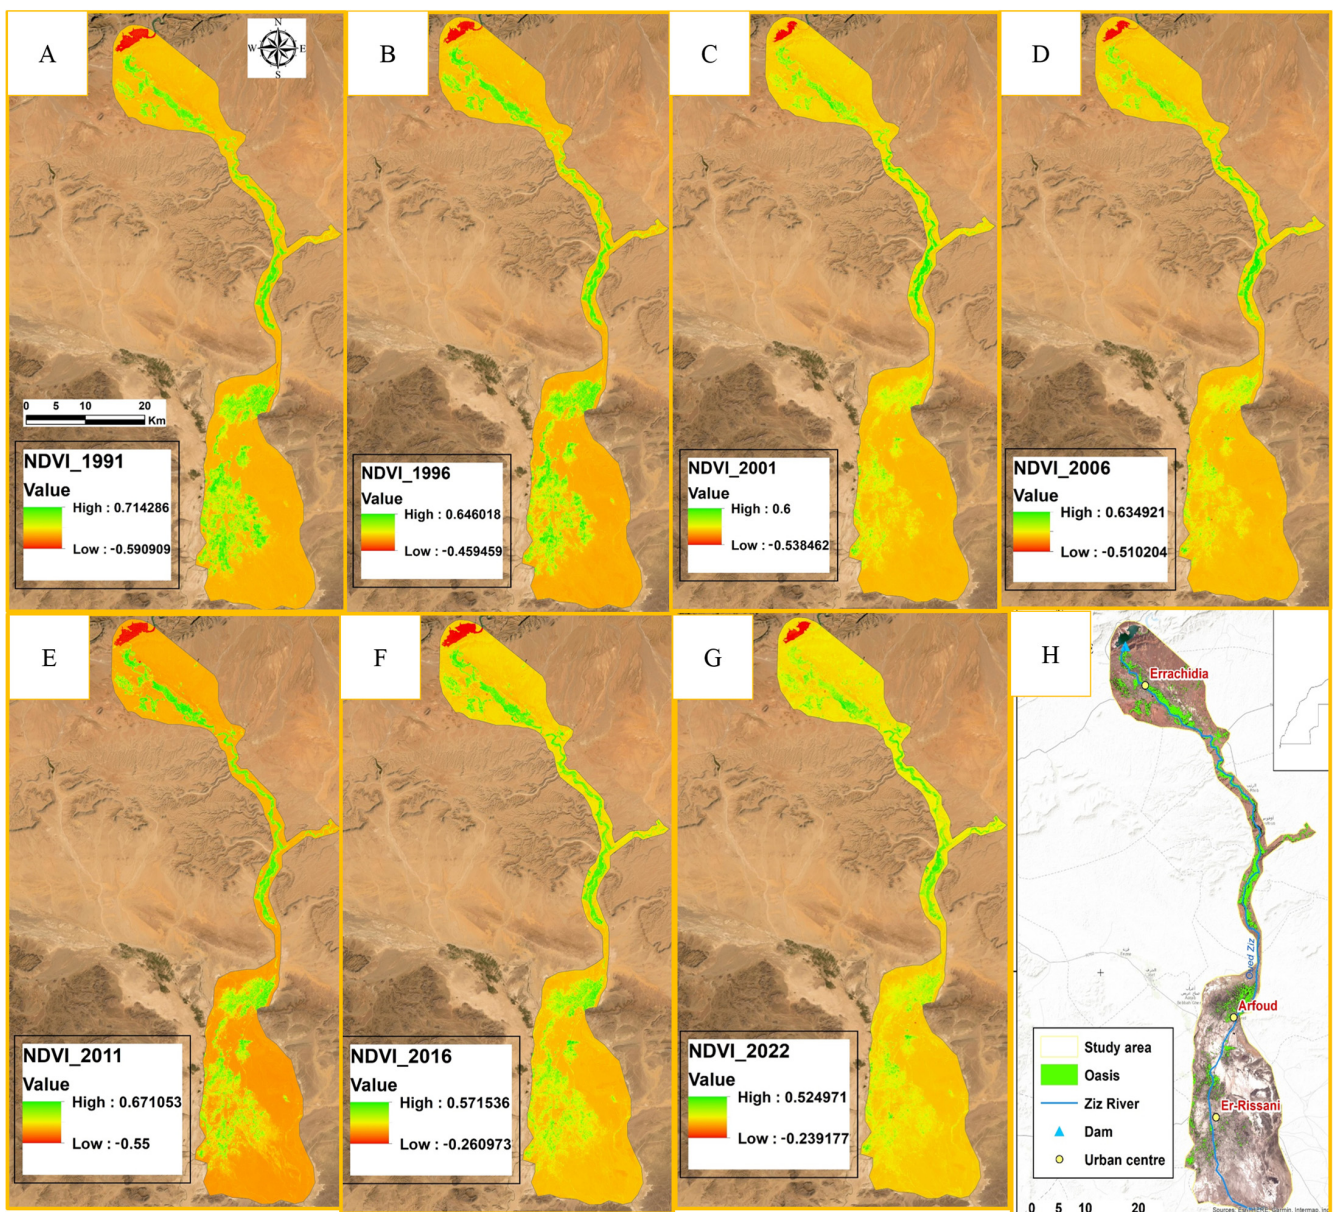 A
N
W
E
S
B
C
D
0 5 10 20
Km
NDVI_1991
Value
High : 0.714286
Low : -0.590909
NDVI_1996
Value
High : 0.646018
Low : -0.459459
NDVI_2001
Value
High : 0.6
Low : -0.538462
NDVI_2006
Value
High : 0.634921
Low : -0.510204
E
F
G
H
Errachidia
Oued Ziz
Arfoud
Er-Rissani
NDVI_2011
Value
High : 0.671053
Low : -0.55
NDVI_2016
Value
High : 0.571536
Low : -0.260973
NDVI_2022
Value
High : 0.524971
Low : -0.239177
Study area
Oasis
Ziz River
Dam
Urban centre
0 5 10 20